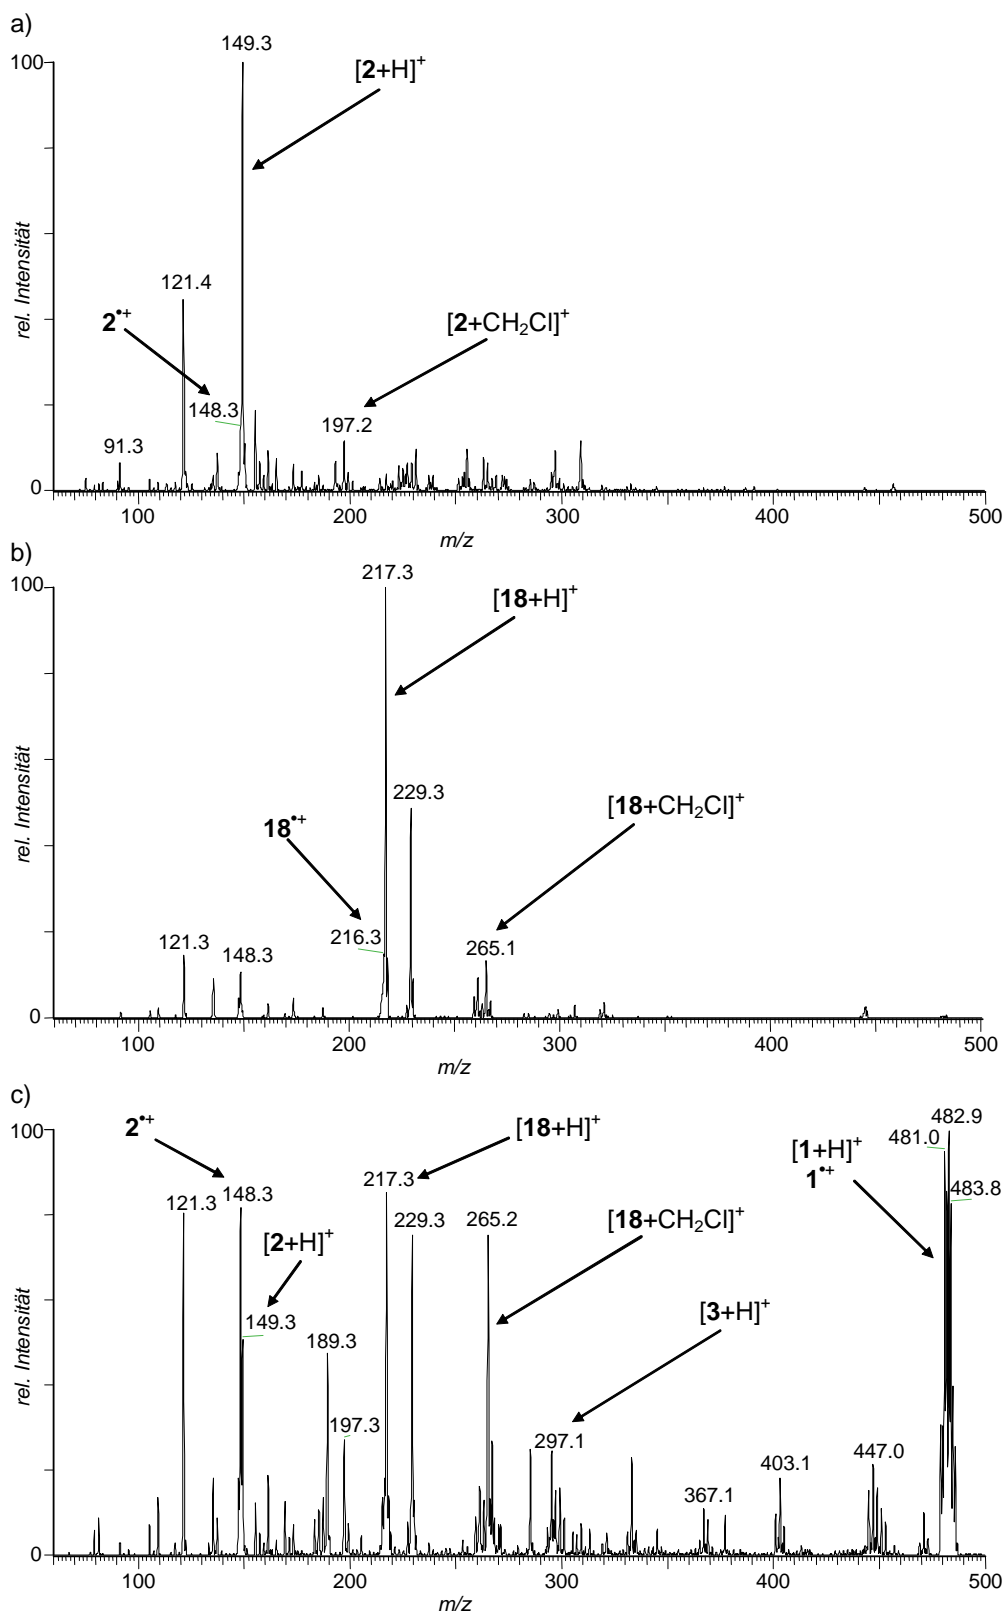 a)
149.3
100
[2+H]⁺
121.4
2•⁺
[2+CH₂Cl]⁺
rel. Intensität
148.3
197.2
91.3
0
100
200
300
400
500
m/z
b)
217.3
100
[18+H]⁺
229.3
[18+CH₂Cl]⁺
18•⁺
rel. Intensität
216.3
265.1
121.3
148.3
0
100
200
300
400
500
m/z
c)
2•⁺
482.9
100
[18+H]⁺
481.0
[1+H]⁺
1•⁺
217.3
148.3
483.8
121.3
229.3
265.2
[18+CH₂Cl]⁺
[2+H]⁺
[3+H]⁺
149.3
189.3
rel. Intensität
197.3
297.1
447.0
403.1
367.1
0
100
200
300
400
500
m/z